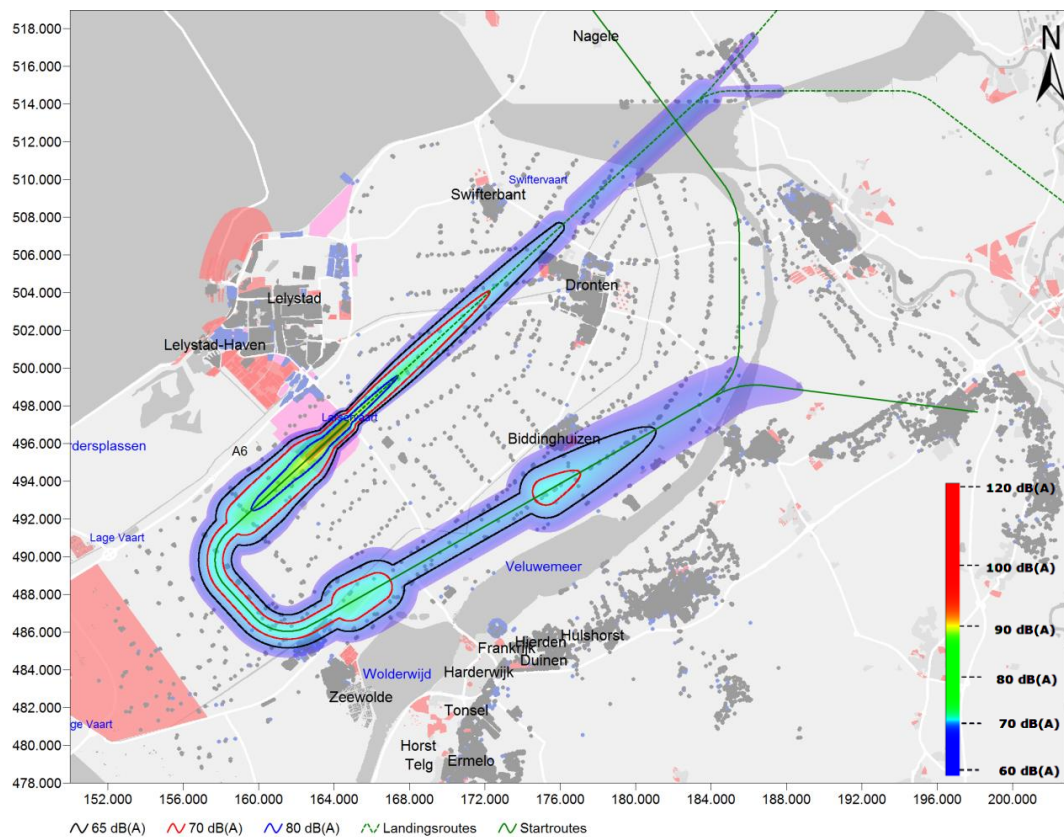 518.000
516.000
514.000
512.000
510.000
508.000
506.000
504.000
502.000
500.000
498.000
496.000
494.000
492.000
490.000
488.000
486.000
484.000
482.000
480.000
478.000
Nagele
N
Swifterbant
Swiftervaart
Dronten
Lelystad
Lelystad-Haven
rdersplassen
A6
Biddinghuizen
Lage Vaart
Veluwemeer
Hierden
Hulshorst
Frankrijk
Duinen
Wolderwijd
Harderwijk
Zeewolde
Tonsel
ge Vaart
Horst
Telg
Ermelo
120 dB(A)
100 dB(A)
90 dB(A)
80 dB(A)
70 dB(A)
60 dB(A)
152.000
156.000
160.000
164.000
168.000
172.000
176.000
180.000
184.000
188.000
192.000
196.000
200.000
65 dB(A) 70 dB(A) 80 dB(A) Landingsroutes Startroutes